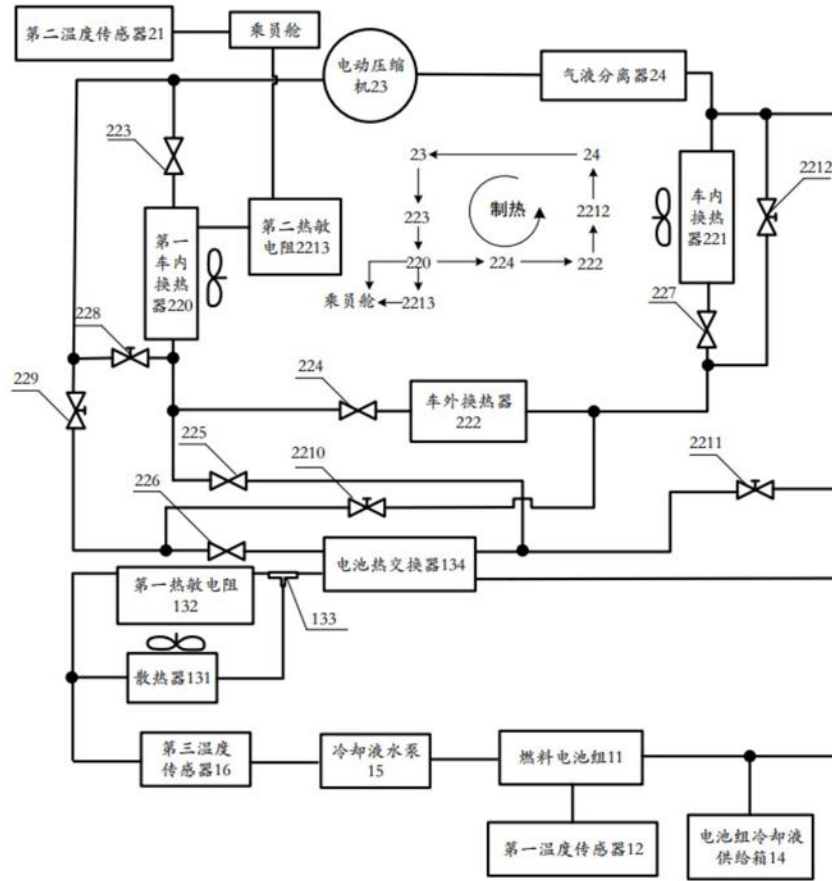 第二温度传感器21
乘员舱
电动压缩
机23
气液分离器24
223
23
24
2212
第一
车内
换热
器220
第二热敏
电阻2213
223
制热
2212
车内
换热
器221
220
224
222
乘员舱
2213
227
228
229
224
车外换热器
222
225
2210
2211
226
电池热交换器134
第一热敏电阻
132
133
散热器131
第三温度
传感器16
冷却液水泵
15
燃料电池组11
第一温度传感器12
电池组冷却液
供给箱14